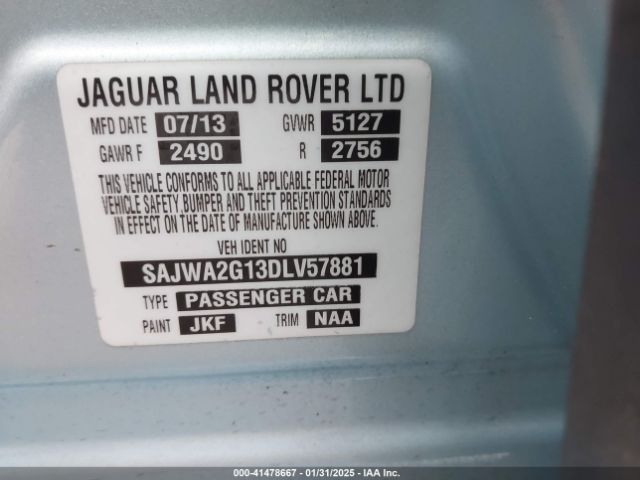 JAGUAR LAND ROVER LTD
MFD DATE 07/13 GVWR 5127
GAWR F 2490 R 2756
THIS VEHICLE CONFORMS TO ALL APPLICABLE FEDERAL MOTOR
VEHICLE SAFETY, BUMPER AND THEFT PREVENTION STANDARDS
IN EFFECT ON THE DATE OF MANUFACTURE SHOWN ABOVE.
VEH IDENT NO
SAJWA2G13DLV57881
TYPE PASSENGER CAR
PAINT JKF TRIM NAA
000-41478667 - 01/31/2025 - IAA Inc.